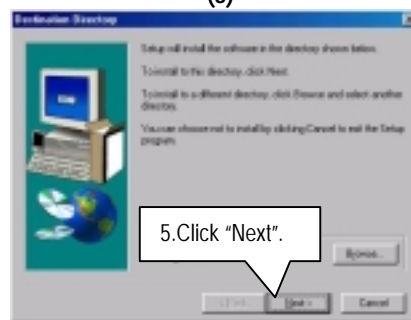 Destination Directory
Setup will install the software in the directory shown below.
To install to this directory, click Next.
To install to a different directory, click Browse and select another
directory.
You can choose not to install by clicking Cancel to exit the Setup
program.
5.Click “Next”.
Browse...
Next >
Cancel